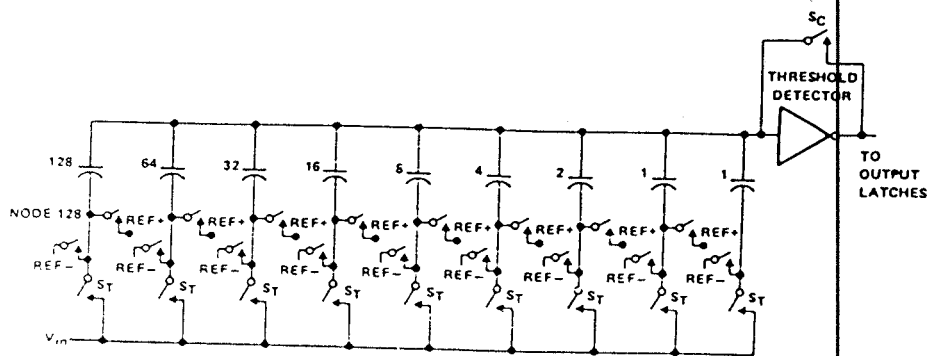 SC
THRESHOLD
DETECTOR
128 64 32 16 8 4 2 1 1
TO
OUTPUT
LATCHES
NODE 128 REF+ REF+ REF+ REF+ REF+ REF+ REF+ REF+
REF- REF- REF- REF- REF- REF- REF- REF- REF-
ST ST ST ST ST ST ST ST ST
Vin